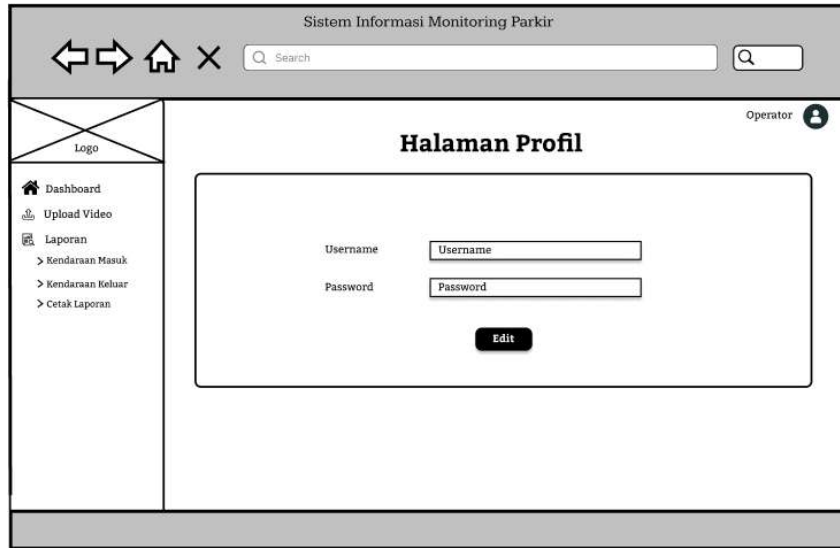 Sistem Informasi Monitoring Parkir
Search
Operator
Logo
Halaman Profil
Dashboard
Upload Video
Laporan
> Kendaraan Masuk
> Kendaraan Keluar
> Cetak Laporan
Username Username
Password Password
Edit